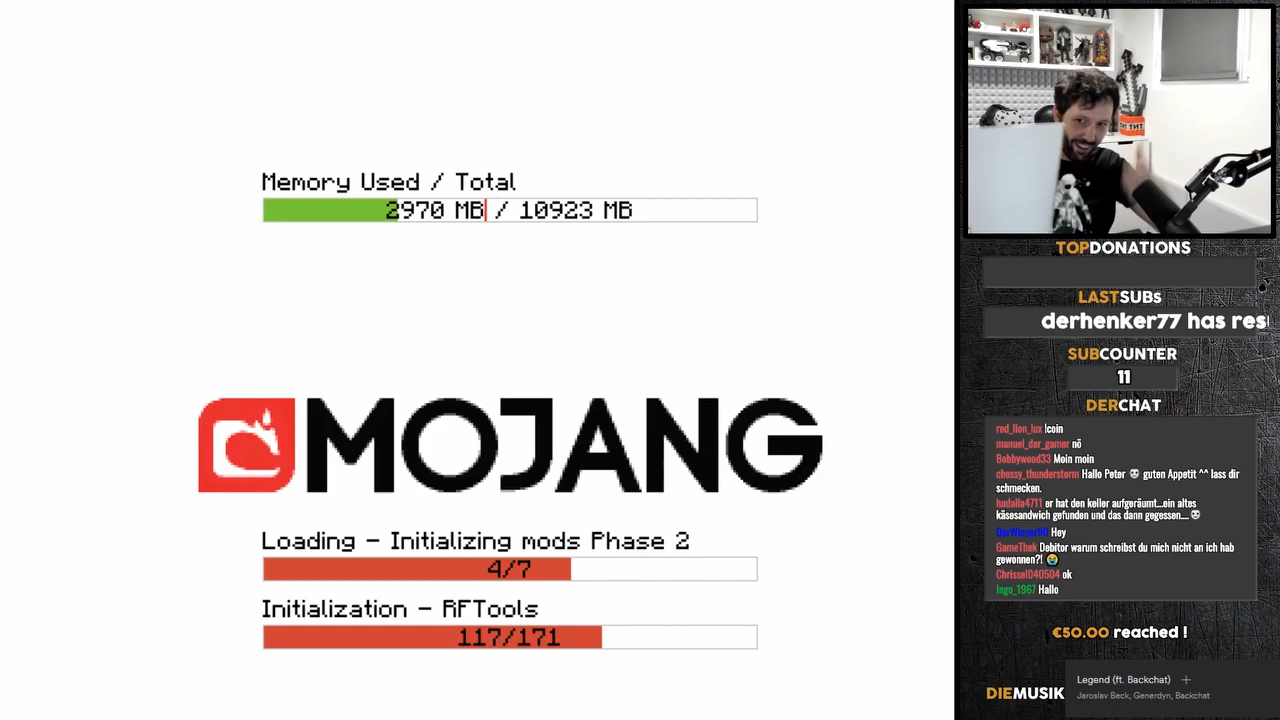 Memory Used / Total
2970 MB / 10923 MB
MOJANG
Loading - Initializing mods Phase 2
4/7
Initialization - RFTools
117/171
TNT TNT
TOPDONATIONS
LASTSUBs
derhenker77 has res
SUBCOUNTER
11
DERCHAT
red_lion_lux !coin
manuel_der_gamer nö
Bobbywood33 Moin moin
chessy_thunderstorm Hallo Peter 💀 guten Appetit ^^ lass dir
schmecken.
hudalla4711 er hat den keller aufgeräumt...ein altes
käsesandwich gefunden und das dann gegessen.... 💀
DerWiener90 Hey
GameThek Debitor warum schreibst du mich nicht an ich hab
gewonnen?! 😭
Chrissel040504 ok
Ingo_1967 Hallo
€50.00 reached !
DIEMUSIK
Legend (ft. Backchat) +
Jaroslav Beck, Generdyn, Backchat